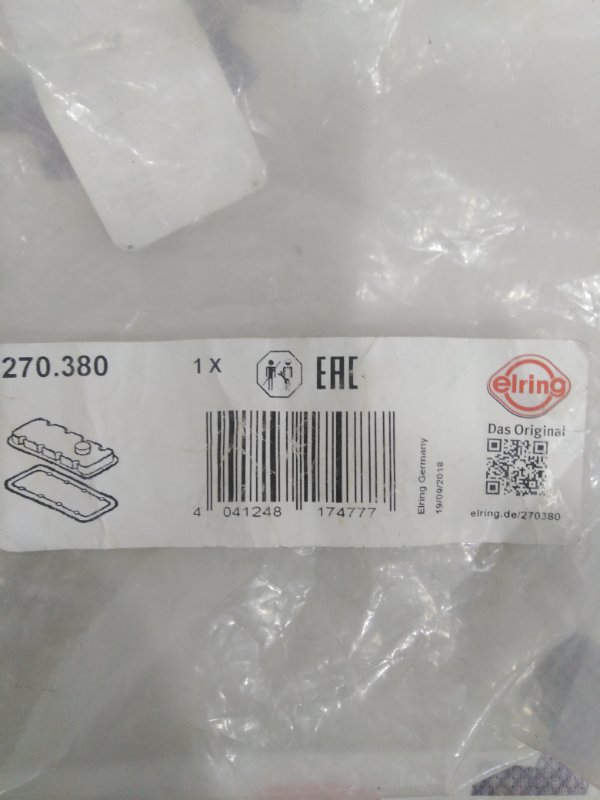 270.380
1 X
EAC
elring
Das Original
Elring Germany
19/09/2018
4 041248 174777
elring.de/270380